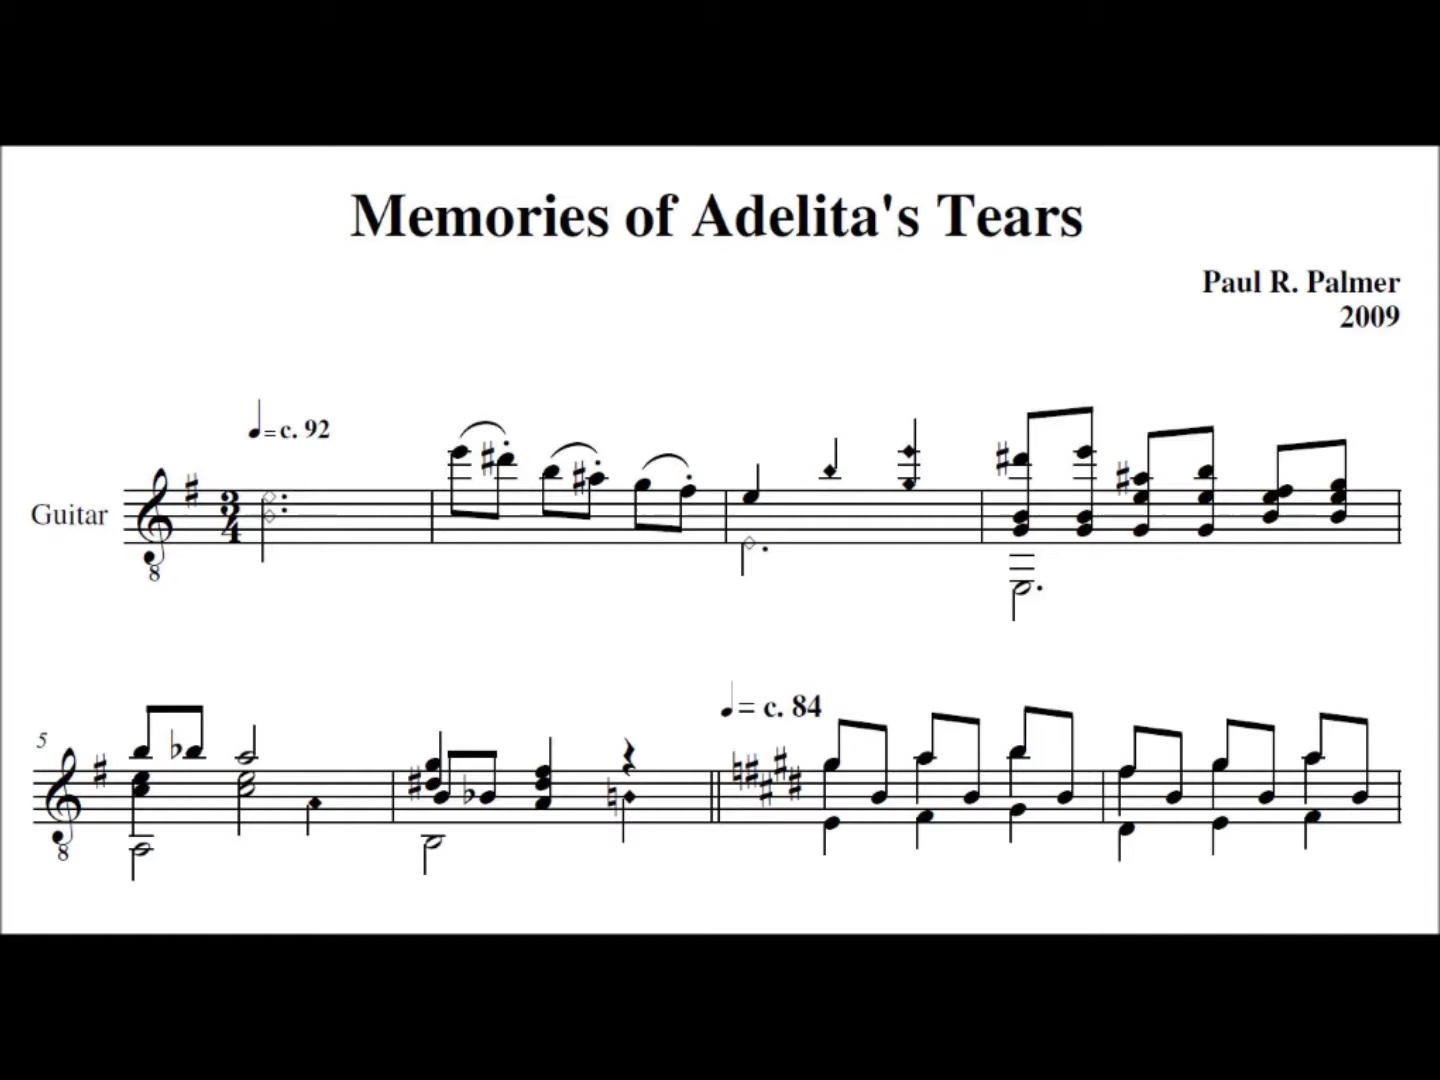 Memories of Adelita's Tears
Paul R. Palmer
2009
= c. 92
Guitar
3
4
8
5
= c. 84
8